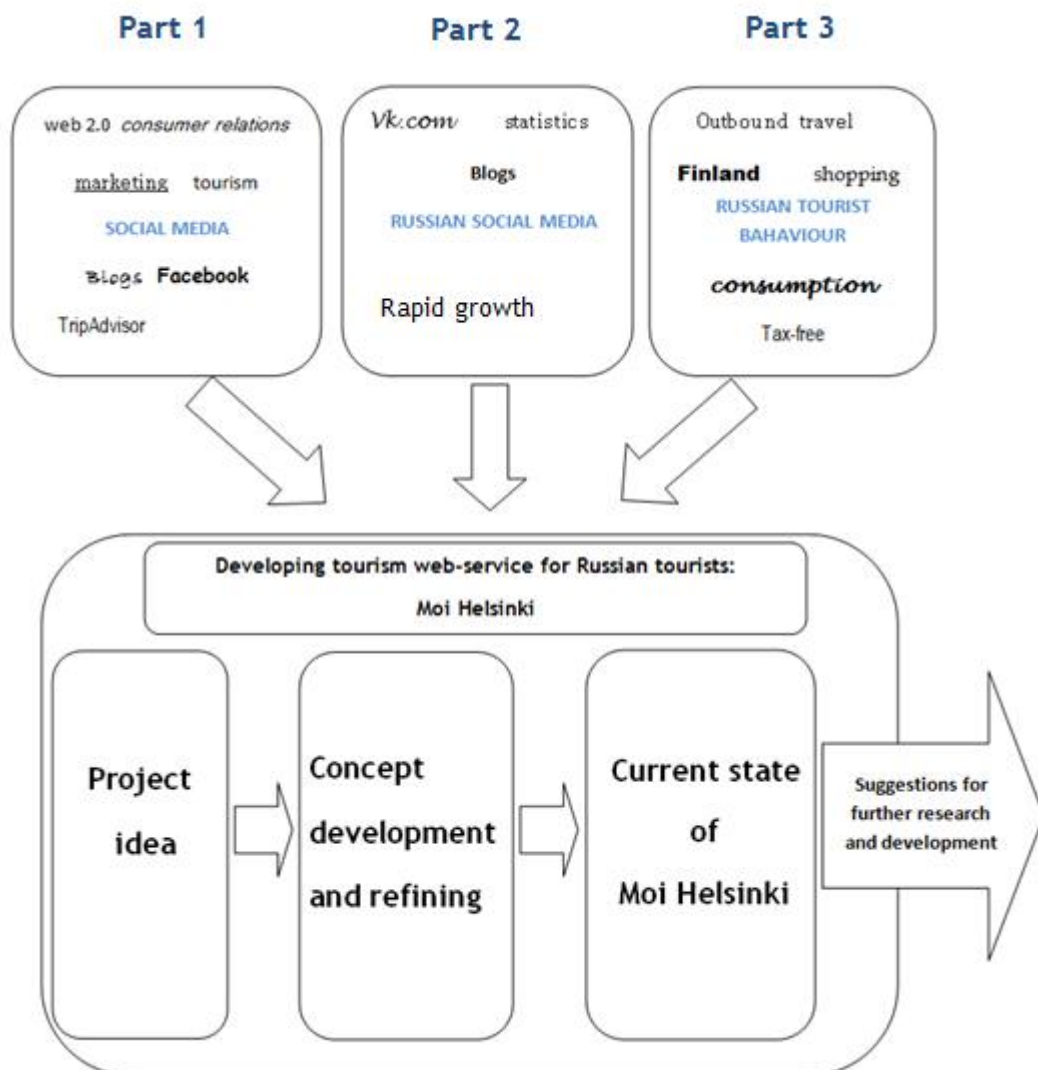 Part 1
Part 2
Part 3
web 2.0 consumer relations
marketing tourism
SOCIAL MEDIA
Blogs Facebook
TripAdvisor
Vk.com statistics
Blogs
RUSSIAN SOCIAL MEDIA
Rapid growth
Outbound travel
Finland shopping
RUSSIAN TOURIST
BAHAVIOUR
consumption
Tax-free
Developing tourism web-service for Russian tourists:
Moi Helsinki
Project
idea
Concept
development
and refining
Current state
of
Moi Helsinki
Suggestions for
further research
and development